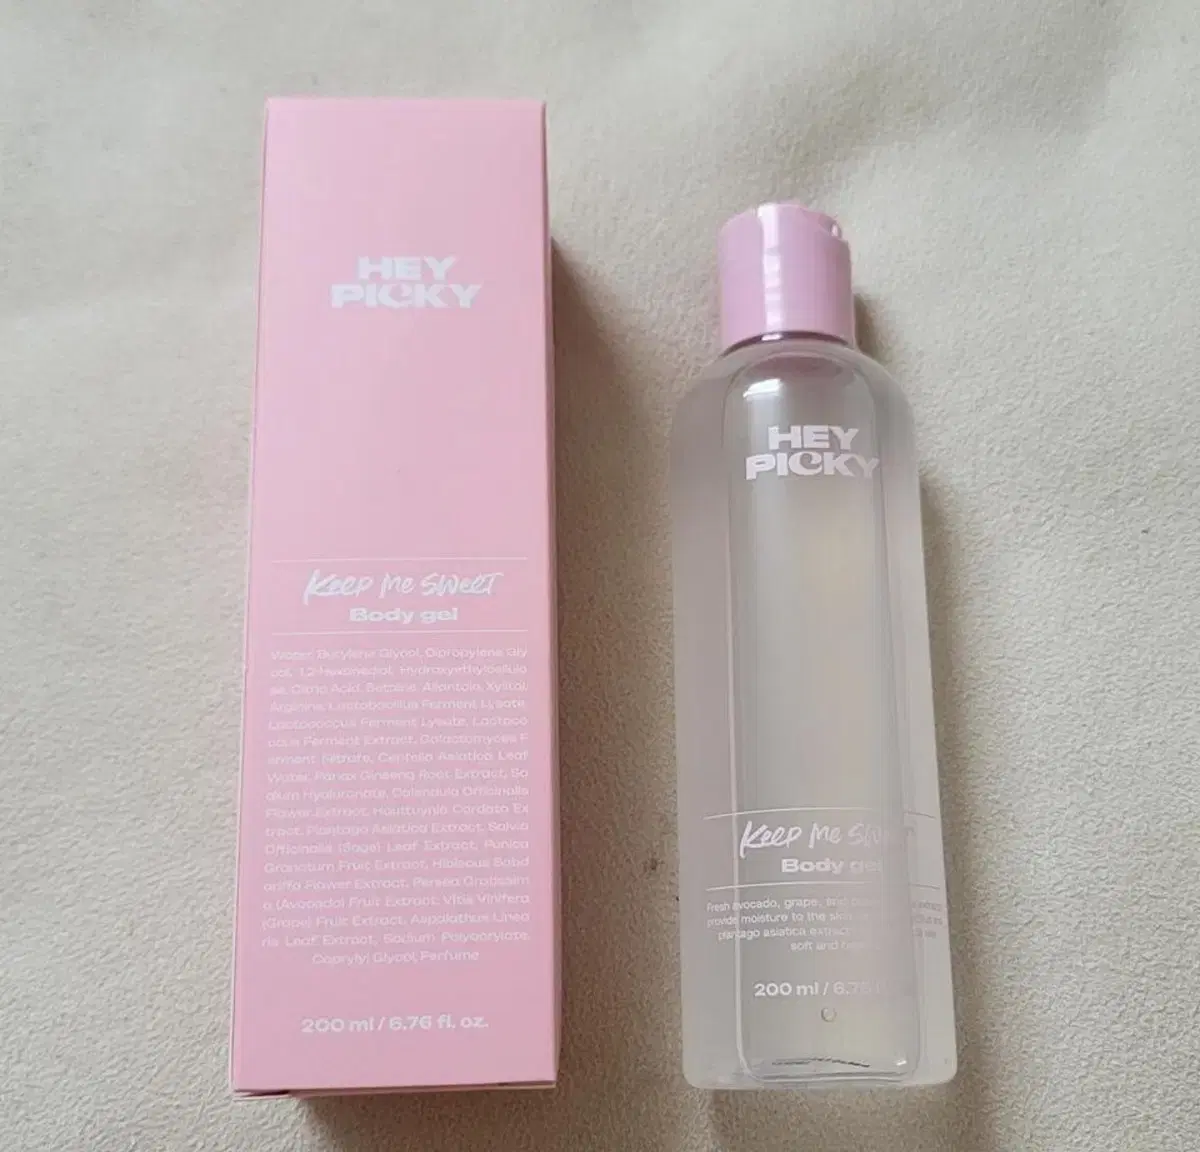 HEY
PICKY
Keep Me SWeeT
Body gel
Water, Butylene Glycol, Dipropylene Gly
col, 1,2-Hexanediol, Hydroxyethylcellulo
se, Citric Acid, Betaine, Allantoin, Xylitol,
Arginine, Lactobacillus Ferment Lysate,
Lactococcus Ferment Lysate, Lactoco
ccus Ferment Extract, Galactomyces F
erment Filtrate, Centella Asiatica Leaf
Water, Panax Ginseng Root Extract, So
dium Hyaluronate, Calendula Officinalis
Flower Extract, Houttuynia Cordata Ex
tract, Plantago Asiatica Extract, Salvia
Officinalis (Sage) Leaf Extract, Punica
Granatum Fruit Extract, Hibiscus Sabd
ariffa Flower Extract, Persea Gratissim
a (Avocado) Fruit Extract, Vitis Vinifera
(Grape) Fruit Extract, Aspalathus Linea
ris Leaf Extract, Sodium Polyacrylate,
Caprylyl Glycol, Perfume
200 ml / 6.76 fl. oz.
HEY
PICKY
Keep Me
Body gel
Fresh avocado, grape, and
provide moisture to the skin
plantago asiatica extract
soft and
200 ml / 6.76